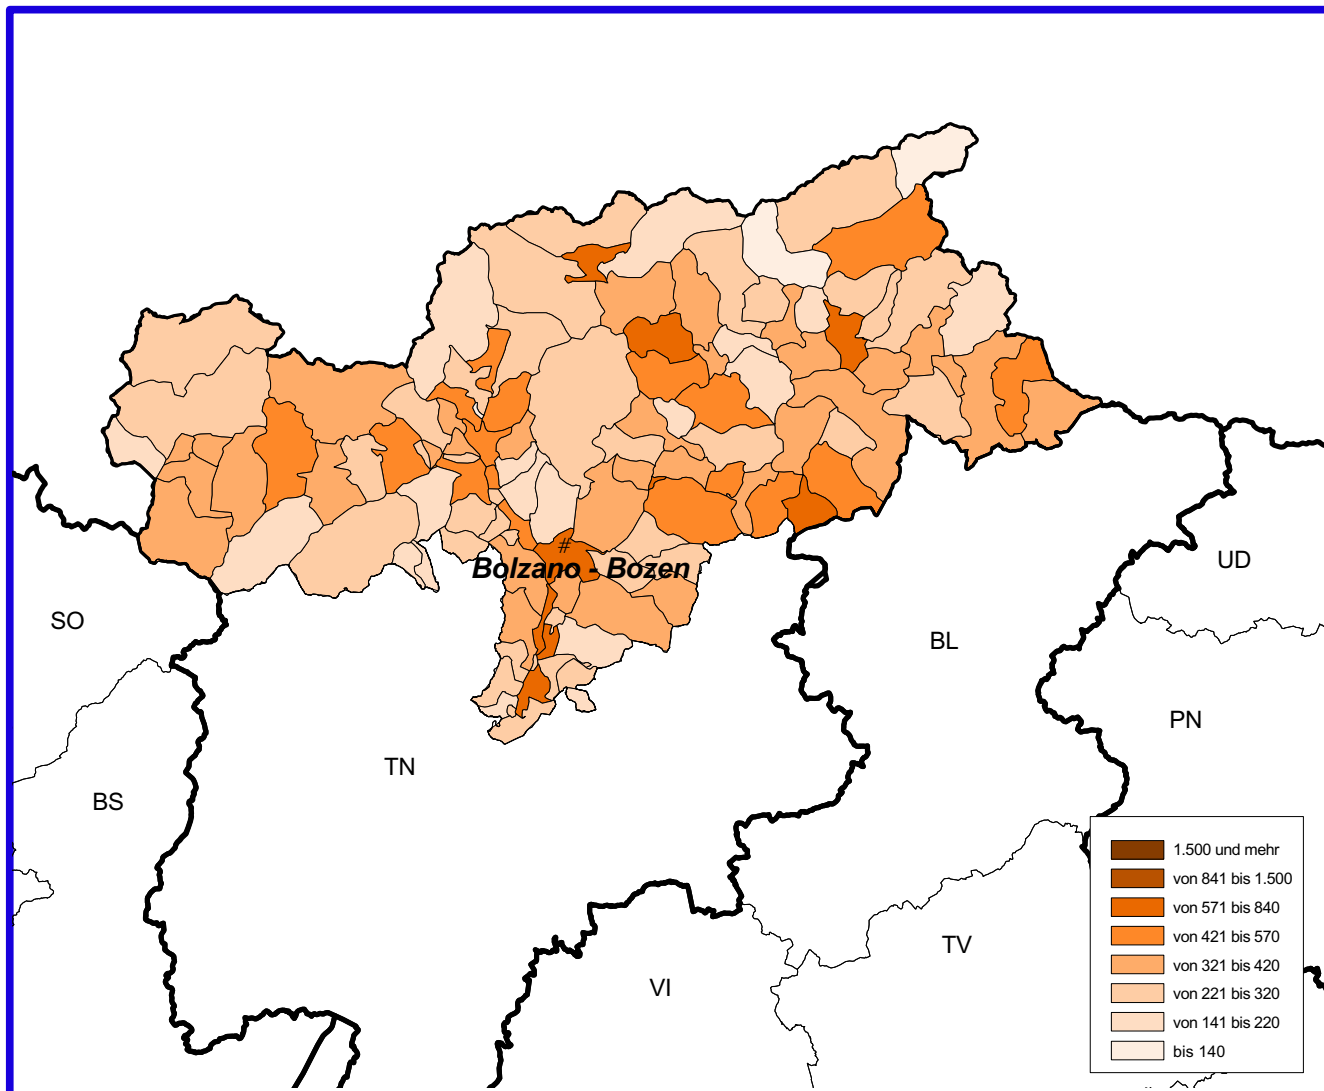 #
Bolzano - Bozen
UD
SO
BL
PN
TN
BS
TV
VI
1.500 und mehr
von 841 bis 1.500
von 571 bis 840
von 421 bis 570
von 321 bis 420
von 221 bis 320
von 141 bis 220
bis 140